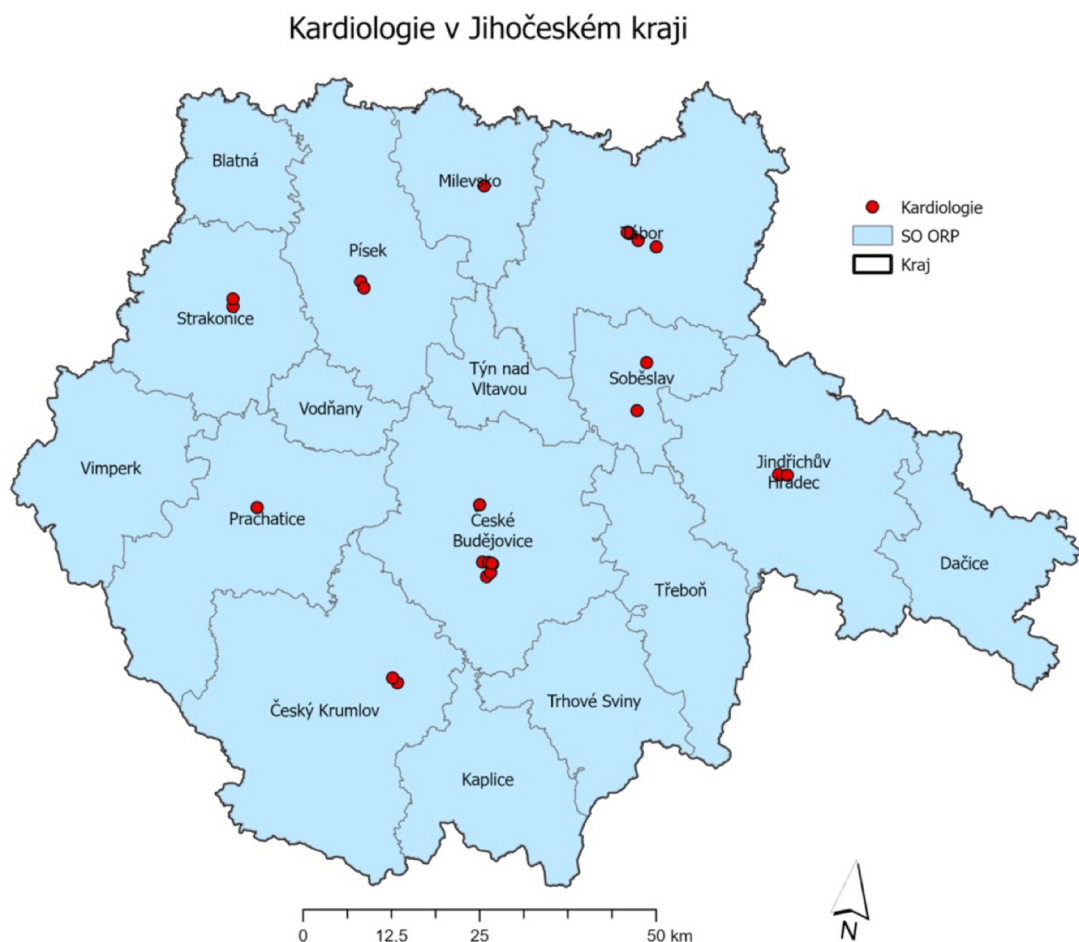 Kardiologie v Jihočeském kraji
Blatná
Milevsko
Kardiologie
SO ORP
Kraj
Tábor
Písek
Strakonice
Týn nad
Vltavou
Soběslav
Vodňany
Vimperk
Jindřichův
Hradec
Prachatice
České
Budějovice
Dačice
Třeboň
Český Krumlov
Trhové Sviny
Kaplice
0 12.5 25 50 km
N